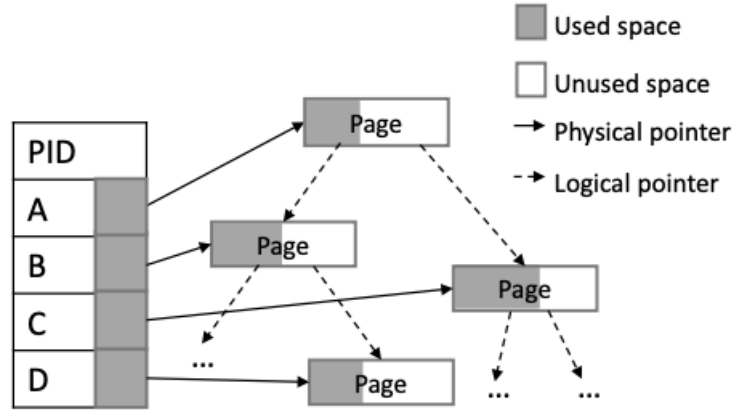 Used space
Unused space
Physical pointer
Logical pointer
Page
PID
A
B
C
D
Page
Page
Page
...
...
...